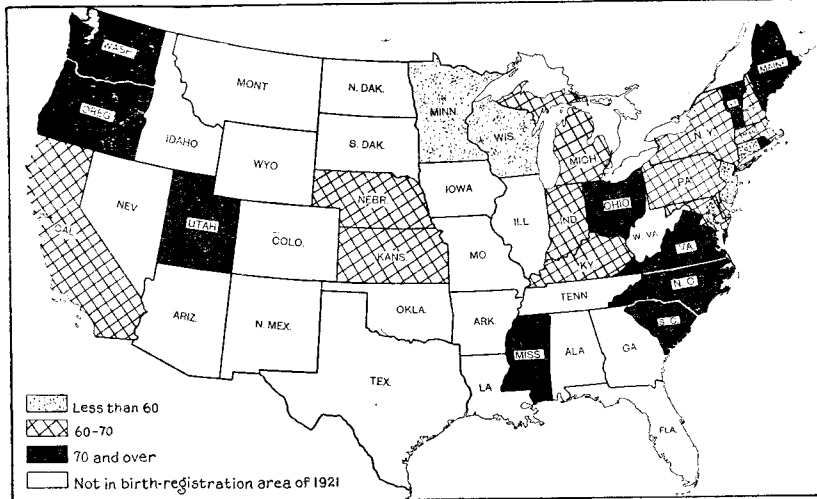 WASH
MONT
N. DAK.
MINN.
MAINE
OREG
IDAHO
S. DAK.
WIS.
MICH
N.Y.
WYO
NEV
UTAH
COLO.
NEBR.
IOWA
ILL
IND
OHIO
PA.
CAL
KANS
MO
KY
W. VA
VA
ARIZ.
N. MEX.
OKLA.
ARK.
TENN
N. C.
S. C.
TEX.
LA
MISS
ALA
GA
FLA.
DEL
Less than 60
60-70
70 and over
Not in birth-registration area of 1921